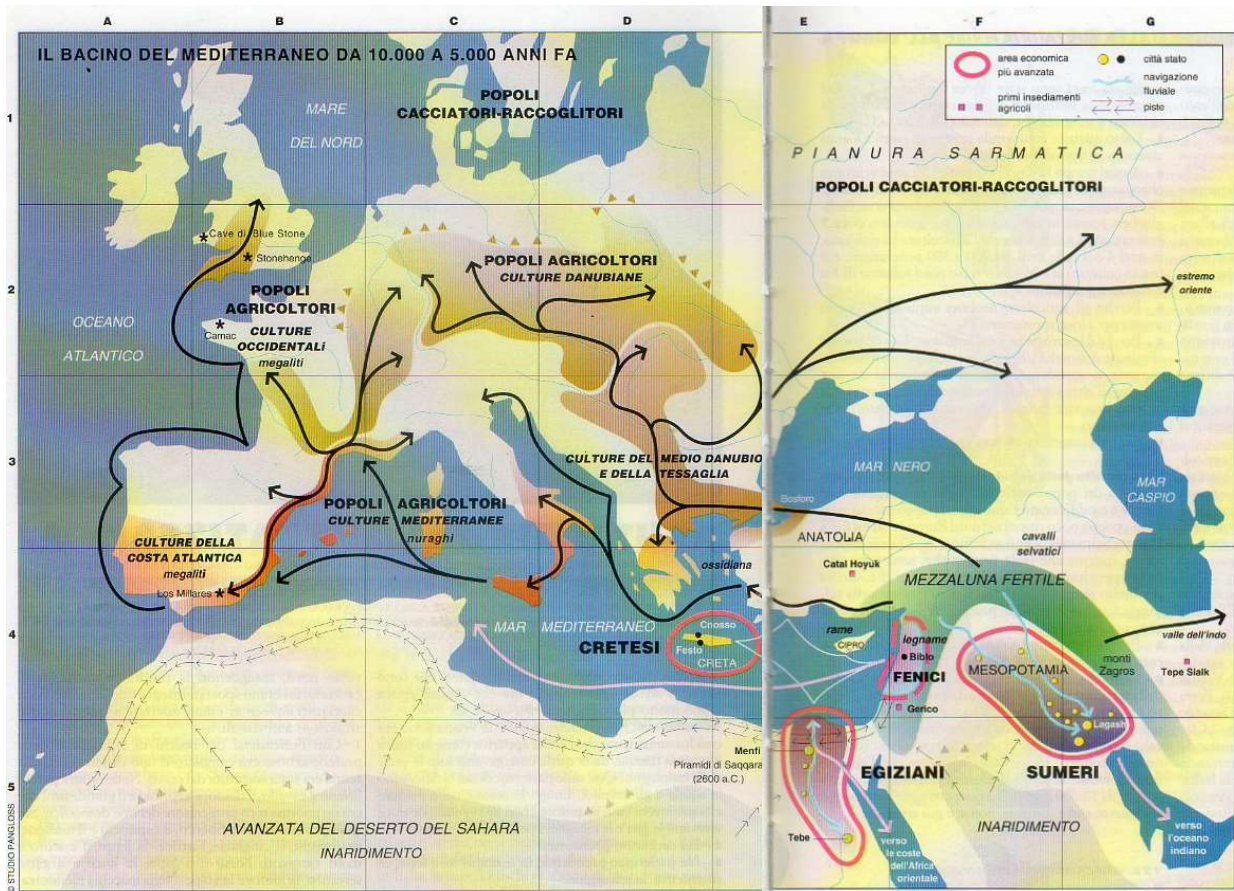 A B C D E F G
IL BACINO DEL MEDITERRANEO DA 10.000 A 5.000 ANNI FA
area economica
più avanzata
primi insediamenti
agricoli
città stato
navigazione
fluviale
piste
1
MARE
DEL NORD
POPOLI
CACCIATORI-RACCOGLITORI
PIANURA SARMATICA
POPOLI CACCIATORI-RACCOGLITORI
Cave di Blue Stone
Stonehenge
2
POPOLI AGRICOLTORI
CULTURE DANUBIANE
estremo
oriente
POPOLI
AGRICOLTORI
CULTURE
OCCIDENTALi
megaliti
Carnac
OCEANO
ATLANTICO
3
CULTURE DEL MEDIO DANUBIO
E DELLA TESSAGLIA
MAR NERO
MAR
CASPIO
Bosforo
POPOLI AGRICOLTORI
CULTURE MEDITERRANEE
nuraghi
CULTURE DELLA
COSTA ATLANTICA
megaliti
Los Millares
ANATOLIA
cavalli
selvatici
ossidiana
Catal Hoyuk
MEZZALUNA FERTILE
4
MAR MEDITERRANEO
CRETESI
Cnosso
Festo
CRETA
rame
CIPRO
legname
Biblo
FENICI
Gerico
MESOPOTAMIA
Lagash
monti
Zagros
valle dell'indo
Tepe Sialk
5
Menfi
Piramidi di Saqqara
(2600 a.C.)
EGIZIANI
SUMERI
Tebe
AVANZATA DEL DESERTO DEL SAHARA
INARIDIMENTO
INARIDIMENTO
verso
le coste
dell'Africa
orientale
verso
l'oceano
indiano
© STUDIO PANGLOSS